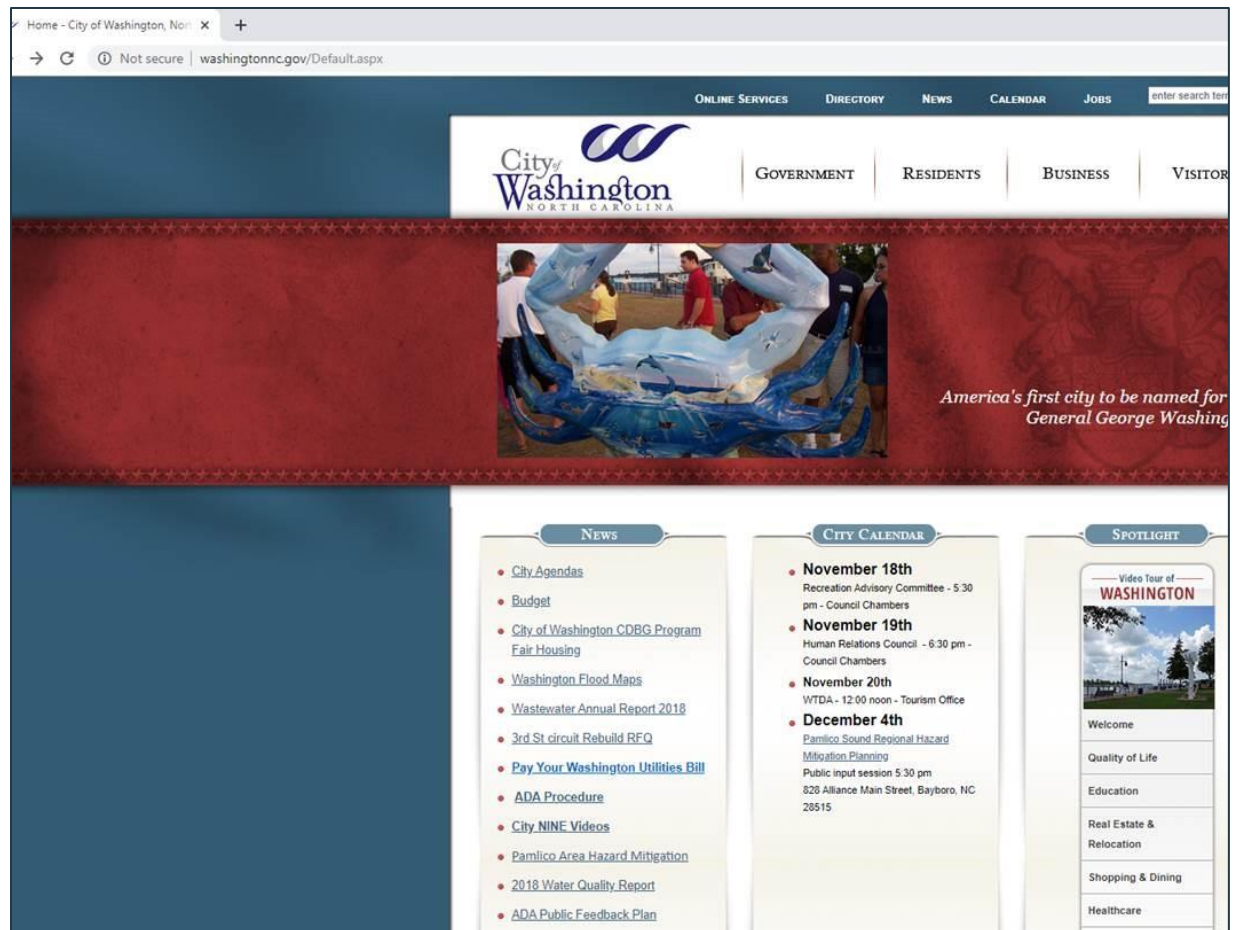 Home - City of Washington, Nor
Not secure | washingtonnc.gov/Default.aspx
ONLINE SERVICES DIRECTORY NEWS CALENDAR JOBS enter search ter
City of
Washington
NORTH CAROLINA
GOVERNMENT RESIDENTS BUSINESS VISITOR
America's first city to be named for
General George Washing
NEWS
City Agendas
Budget
City of Washington CDBG Program
Fair Housing
Washington Flood Maps
Wastewater Annual Report 2018
3rd St circuit Rebuild RFQ
Pay Your Washington Utilities Bill
ADA Procedure
City NINE Videos
Pamlico Area Hazard Mitigation
2018 Water Quality Report
ADA Public Feedback Plan
CITY CALENDAR
November 18th
Recreation Advisory Committee - 5:30
pm - Council Chambers
November 19th
Human Relations Council - 6:30 pm -
Council Chambers
November 20th
WTDA - 12:00 noon - Tourism Office
December 4th
Pamlico Sound Regional Hazard
Mitigation Planning
Public input session 5:30 pm
828 Alliance Main Street, Bayboro, NC
28515
SPOTLIGHT
Video Tour of
WASHINGTON
Welcome
Quality of Life
Education
Real Estate &
Relocation
Shopping & Dining
Healthcare